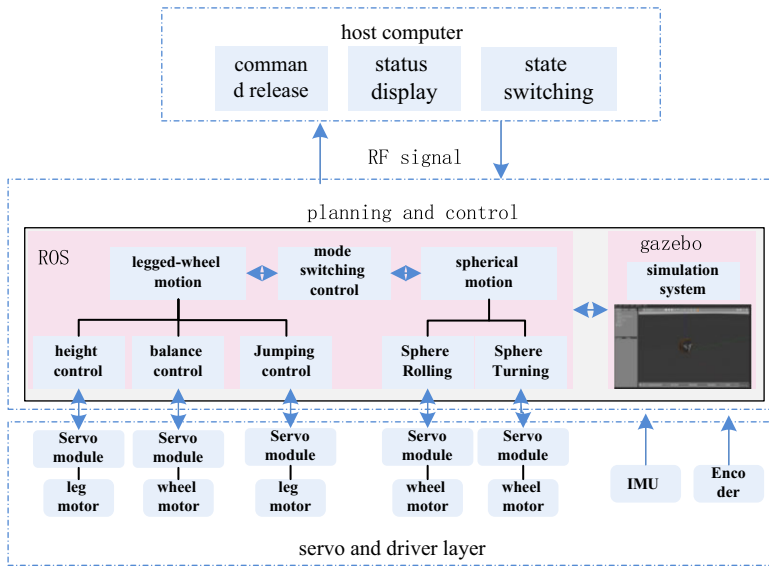 host computer
comman
d release
status
display
state
switching
RF signal
planning and control
ROS
legged-wheel
motion
mode
switching
control
spherical
motion
gazebo
simulation
system
height
control
balance
control
Jumping
control
Sphere
Rolling
Sphere
Turning
Servo
module
Servo
module
Servo
module
Servo
module
Servo
module
leg
motor
wheel
motor
leg
motor
wheel
motor
wheel
motor
IMU
Enco
der
servo and driver layer